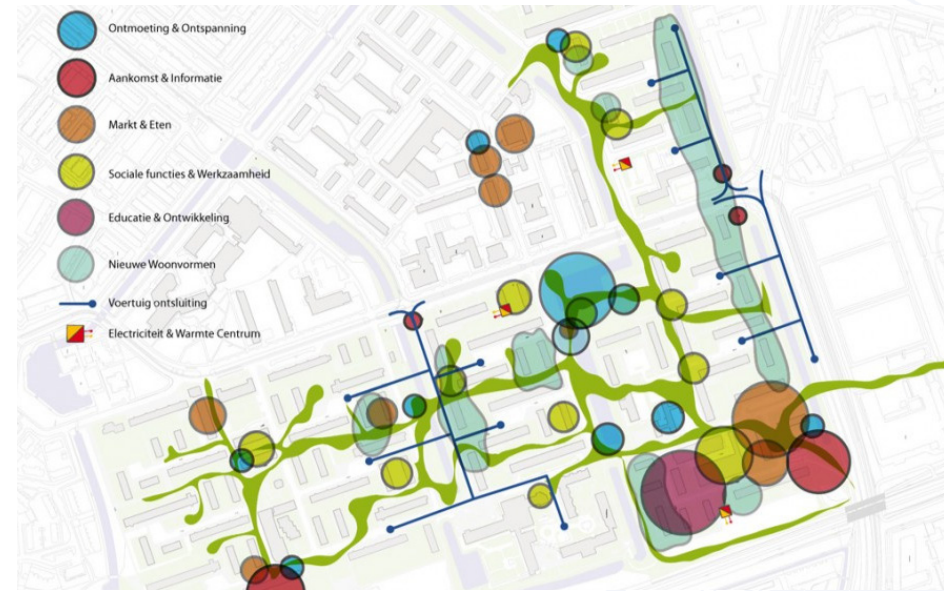 Ontmoeting & Ontspanning
Aankomst & Informatie
Markt & Eten
Sociale functies & Werkzaamheid
Educatie & Ontwikkeling
Nieuwe Woonvormen
Voertuig ontsluiting
Electriciteit & Warmte Centrum